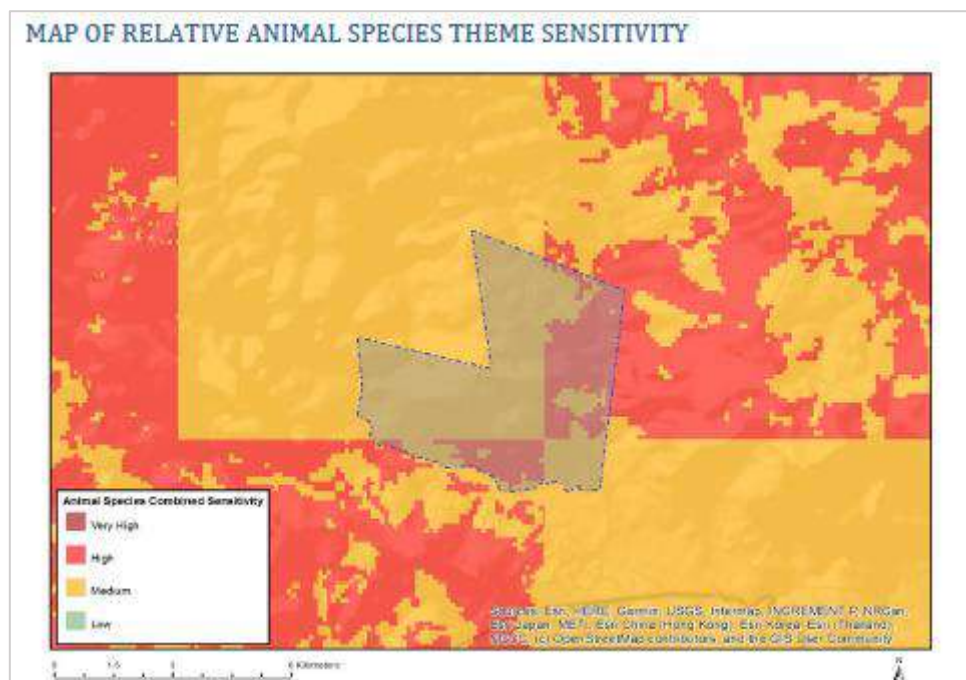 MAP OF RELATIVE ANIMAL SPECIES THEME SENSITIVITY
Animal Species Combined Sensitivity
Very High
High
Medium
Low
Sources: Esri, HERE, Garmin, USGS, Intermap, INCREMENT P, NRCan,
Esri Japan, METI, Esri China (Hong Kong), Esri Korea, Esri (Thailand),
(c) OpenStreetMap contributors, and the GIS User Community
0 1.5 3 6 Kilometers
N